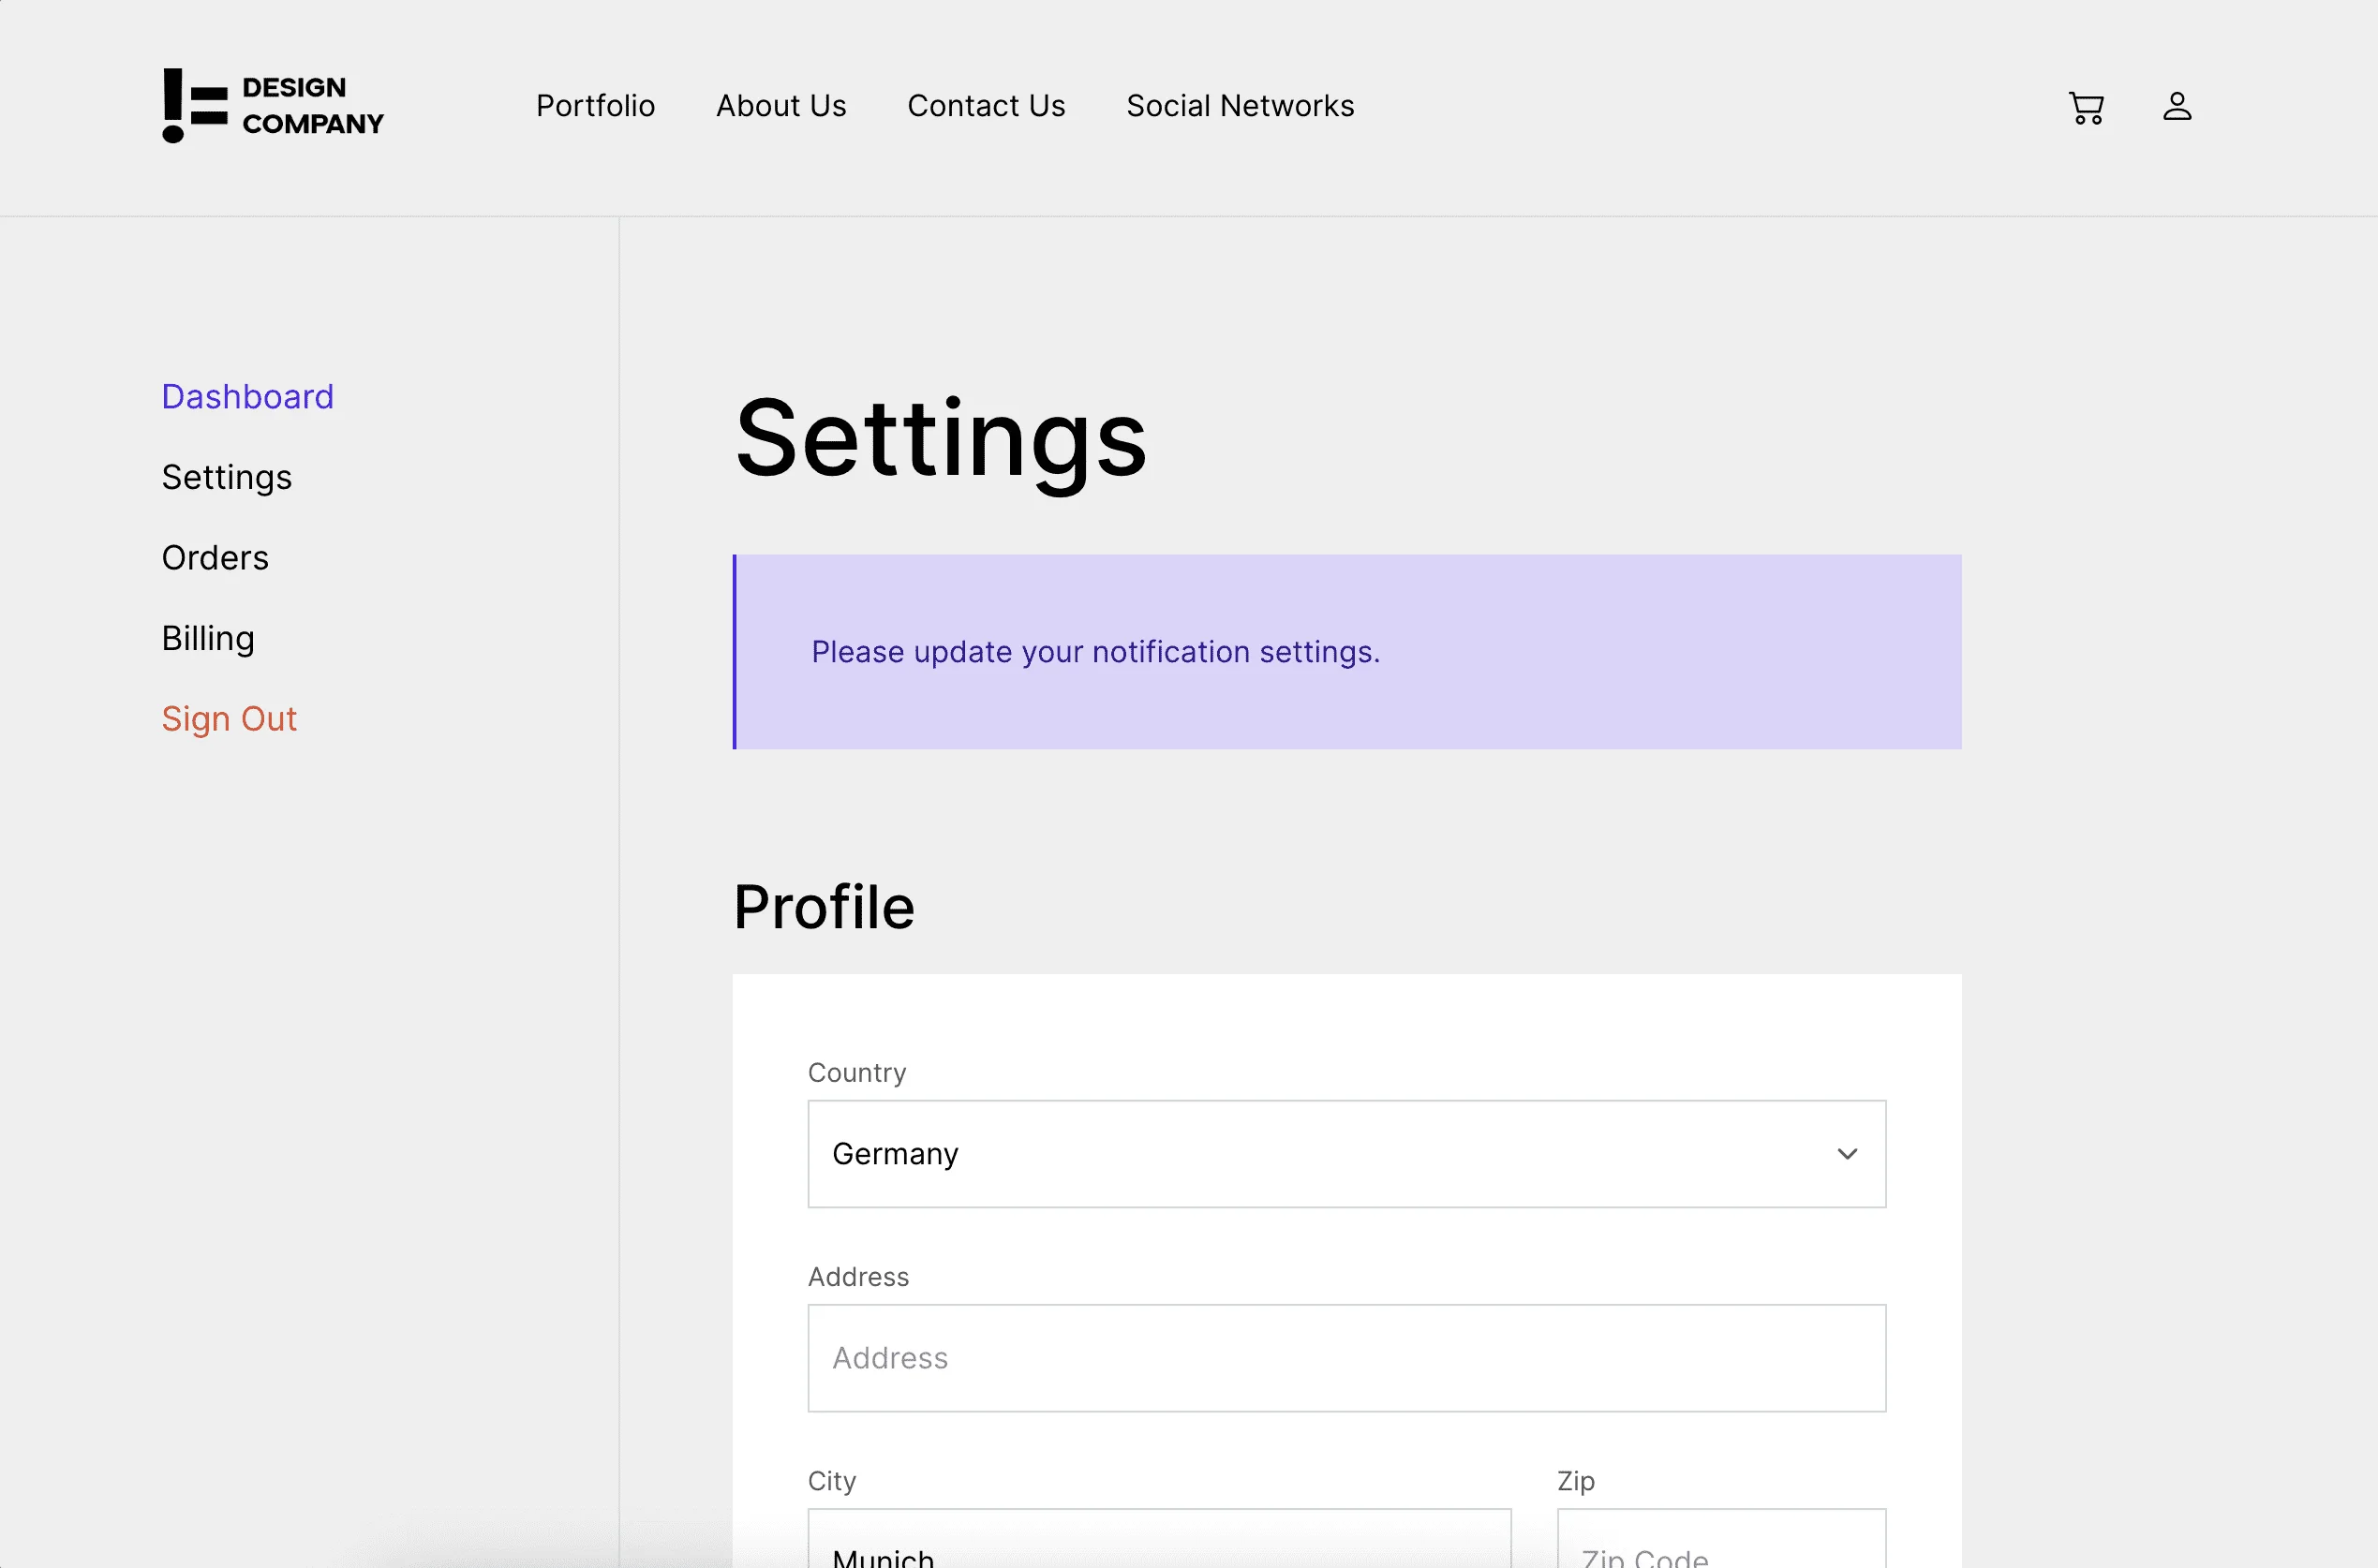 DESIGN
COMPANY
Portfolio About Us Contact Us Social Networks
Dashboard
Settings
Orders
Billing
Sign Out
Settings
Please update your notification settings.
Profile
Country
Germany
Address
Address
City Zip
Munich Zip Code